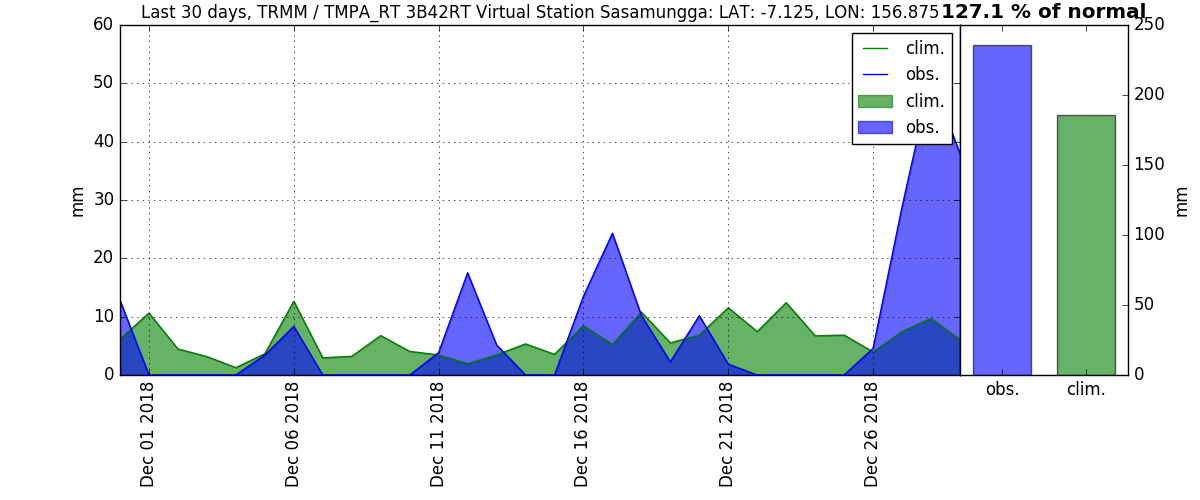 Last 30 days, TRMM / TMPA_RT 3B42RT Virtual Station Sasamungga: LAT: -7.125, LON: 156.875
127.1 % of normal
60
50
40
30
20
10
0
mm
clim.
obs.
clim.
obs.
Dec 01 2018
Dec 06 2018
Dec 11 2018
Dec 16 2018
Dec 21 2018
Dec 26 2018
250
200
150
100
50
0
mm
obs.
clim.